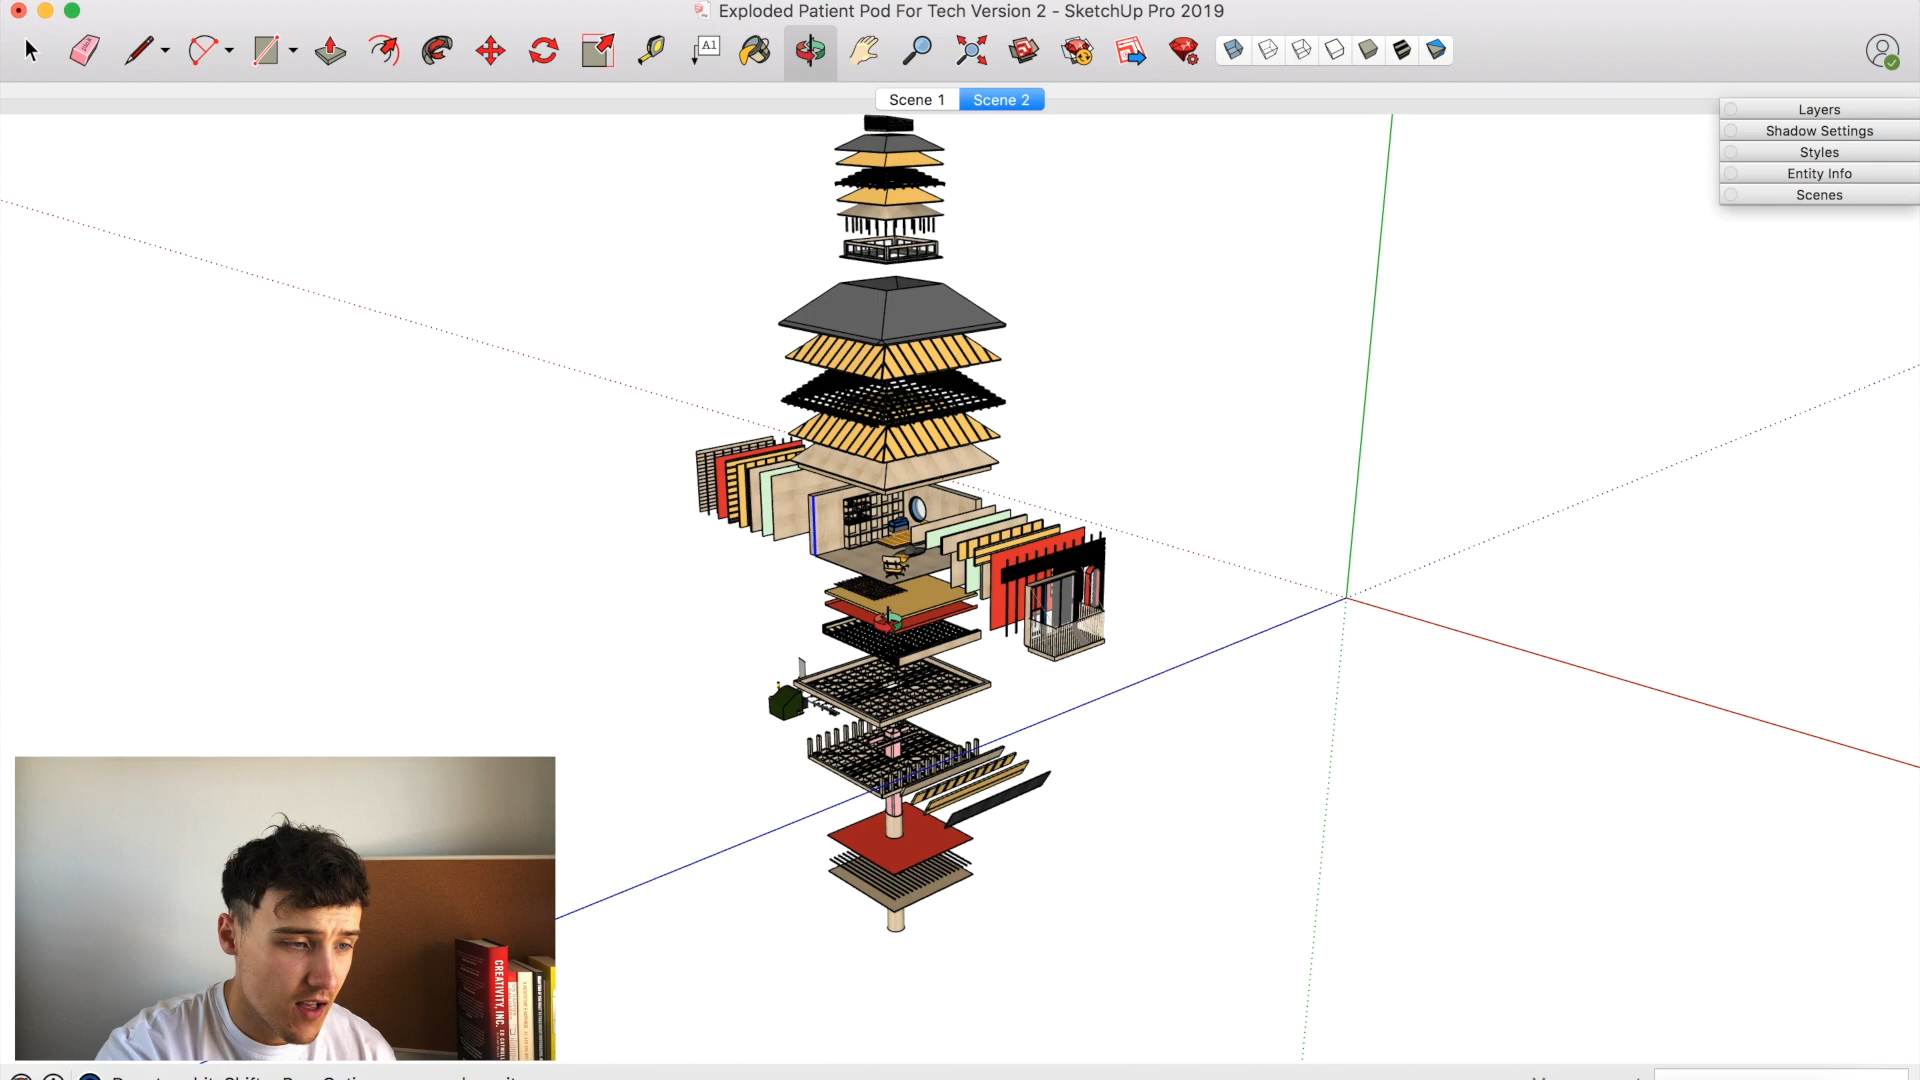 Exploded Patient Pod For Tech Version 2 - SketchUp Pro 2019
A1
Scene 1
Scene 2
Layers
Shadow Settings
Styles
Entity Info
Scenes
CREATIVITY, INC.